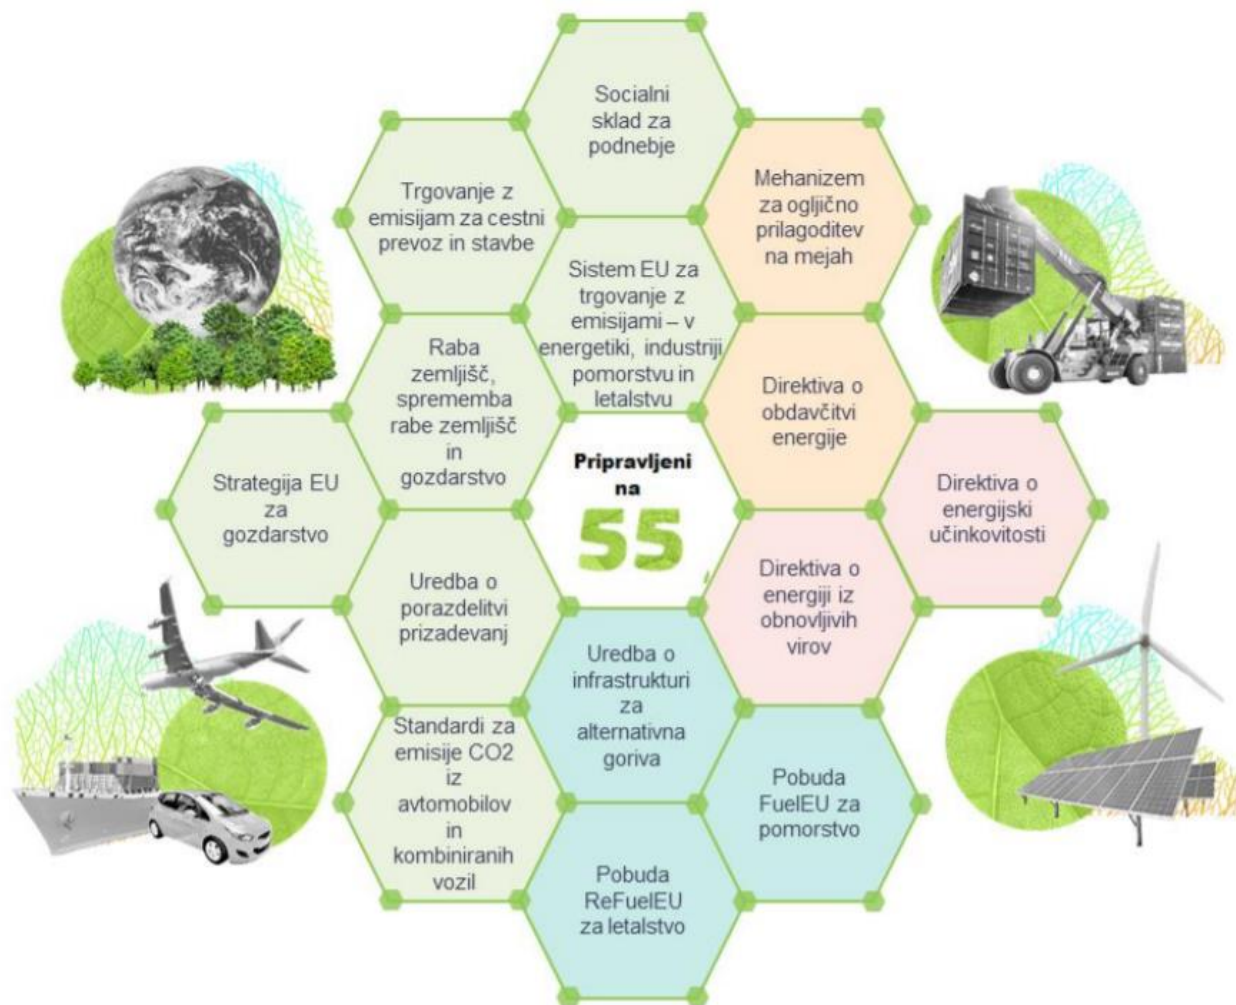 Socialni
sklad za
podnebje
Trgovanje z
emisijam za cestni
prevoz in stavbe
Mehanizem
za ogljično
prilagoditev
na mejah
Sistem EU za
trgovanje z
emisijami – v
energetiki, industriji
pomorstvu in
letalstvu
Raba
zemljišč,
sprememba
rabe zemljišč
in
gozdarstvo
Direktiva o
obdavčitvi
energije
Strategija EU
za
gozdarstvo
Pripravljeni
na
55
Direktiva o
energijski
učinkovitosti
Uredba o
porazdelitvi
prizadevanj
Direktiva o
energiji iz
obnovljivih
virov
Uredba o
infrastrukturi
za
alternativna
goriva
Standardi za
emisije CO2
iz
avtomobilov
in
kombiniranih
vozil
Pobuda
FuelEU za
pomorstvo
Pobuda
ReFuelEU
za letalstvo